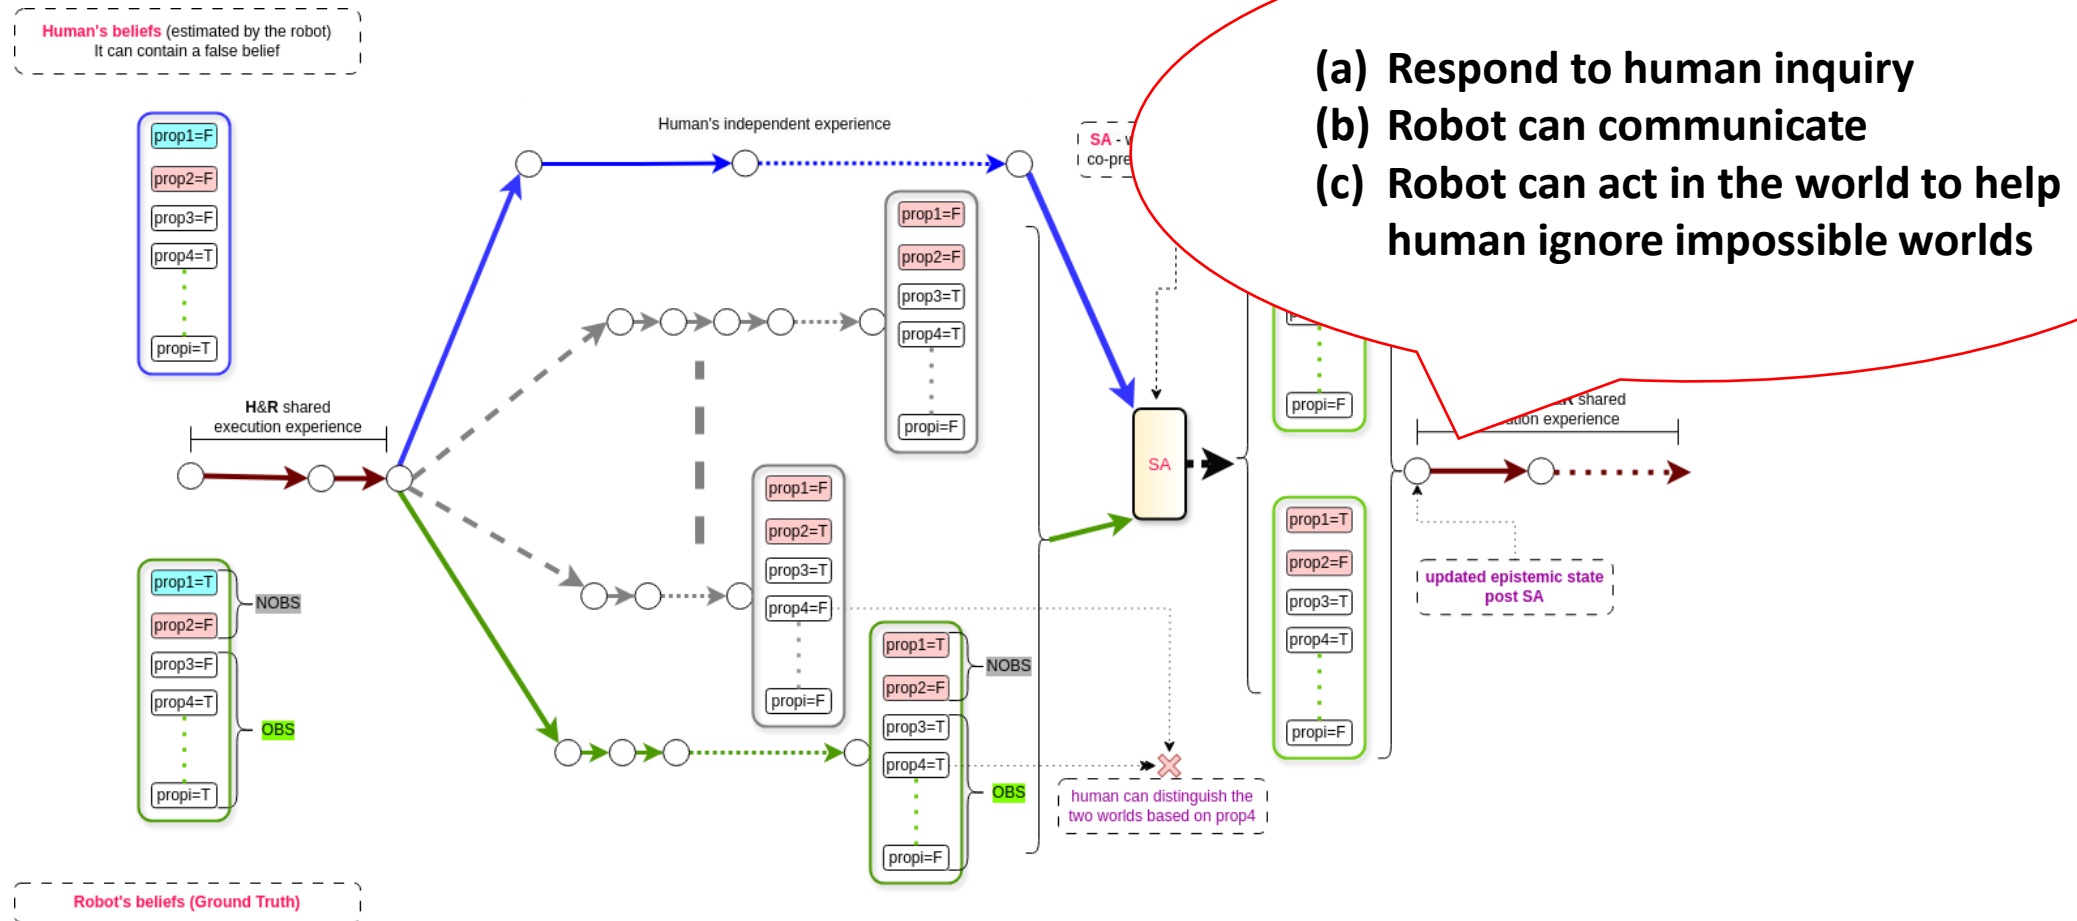 Human's beliefs (estimated by the robot)
It can contain a false belief
(a) Respond to human inquiry
(b) Robot can communicate
(c) Robot can act in the world to help
human ignore impossible worlds
Human's independent experience
SA -
prop1=F
prop2=F
prop3=F
prop4=T
propi=T
prop1=F
prop2=F
prop3=T
prop4=T
propi=F
propi=F
H&R shared
execution experience
shared
experience
SA
prop1=F
prop2=T
prop3=T
prop4=F
propi=F
prop1=T
prop2=F
prop3=T
prop4=T
propi=F
updated epistemic state
post SA
prop1=T
prop2=F
prop3=F
prop4=T
propi=T
NOBS
OBS
prop1=T
prop2=F
prop3=T
prop4=T
propi=F
NOBS
OBS
human can distinguish the
two worlds based on prop4
Robot's beliefs (Ground Truth)